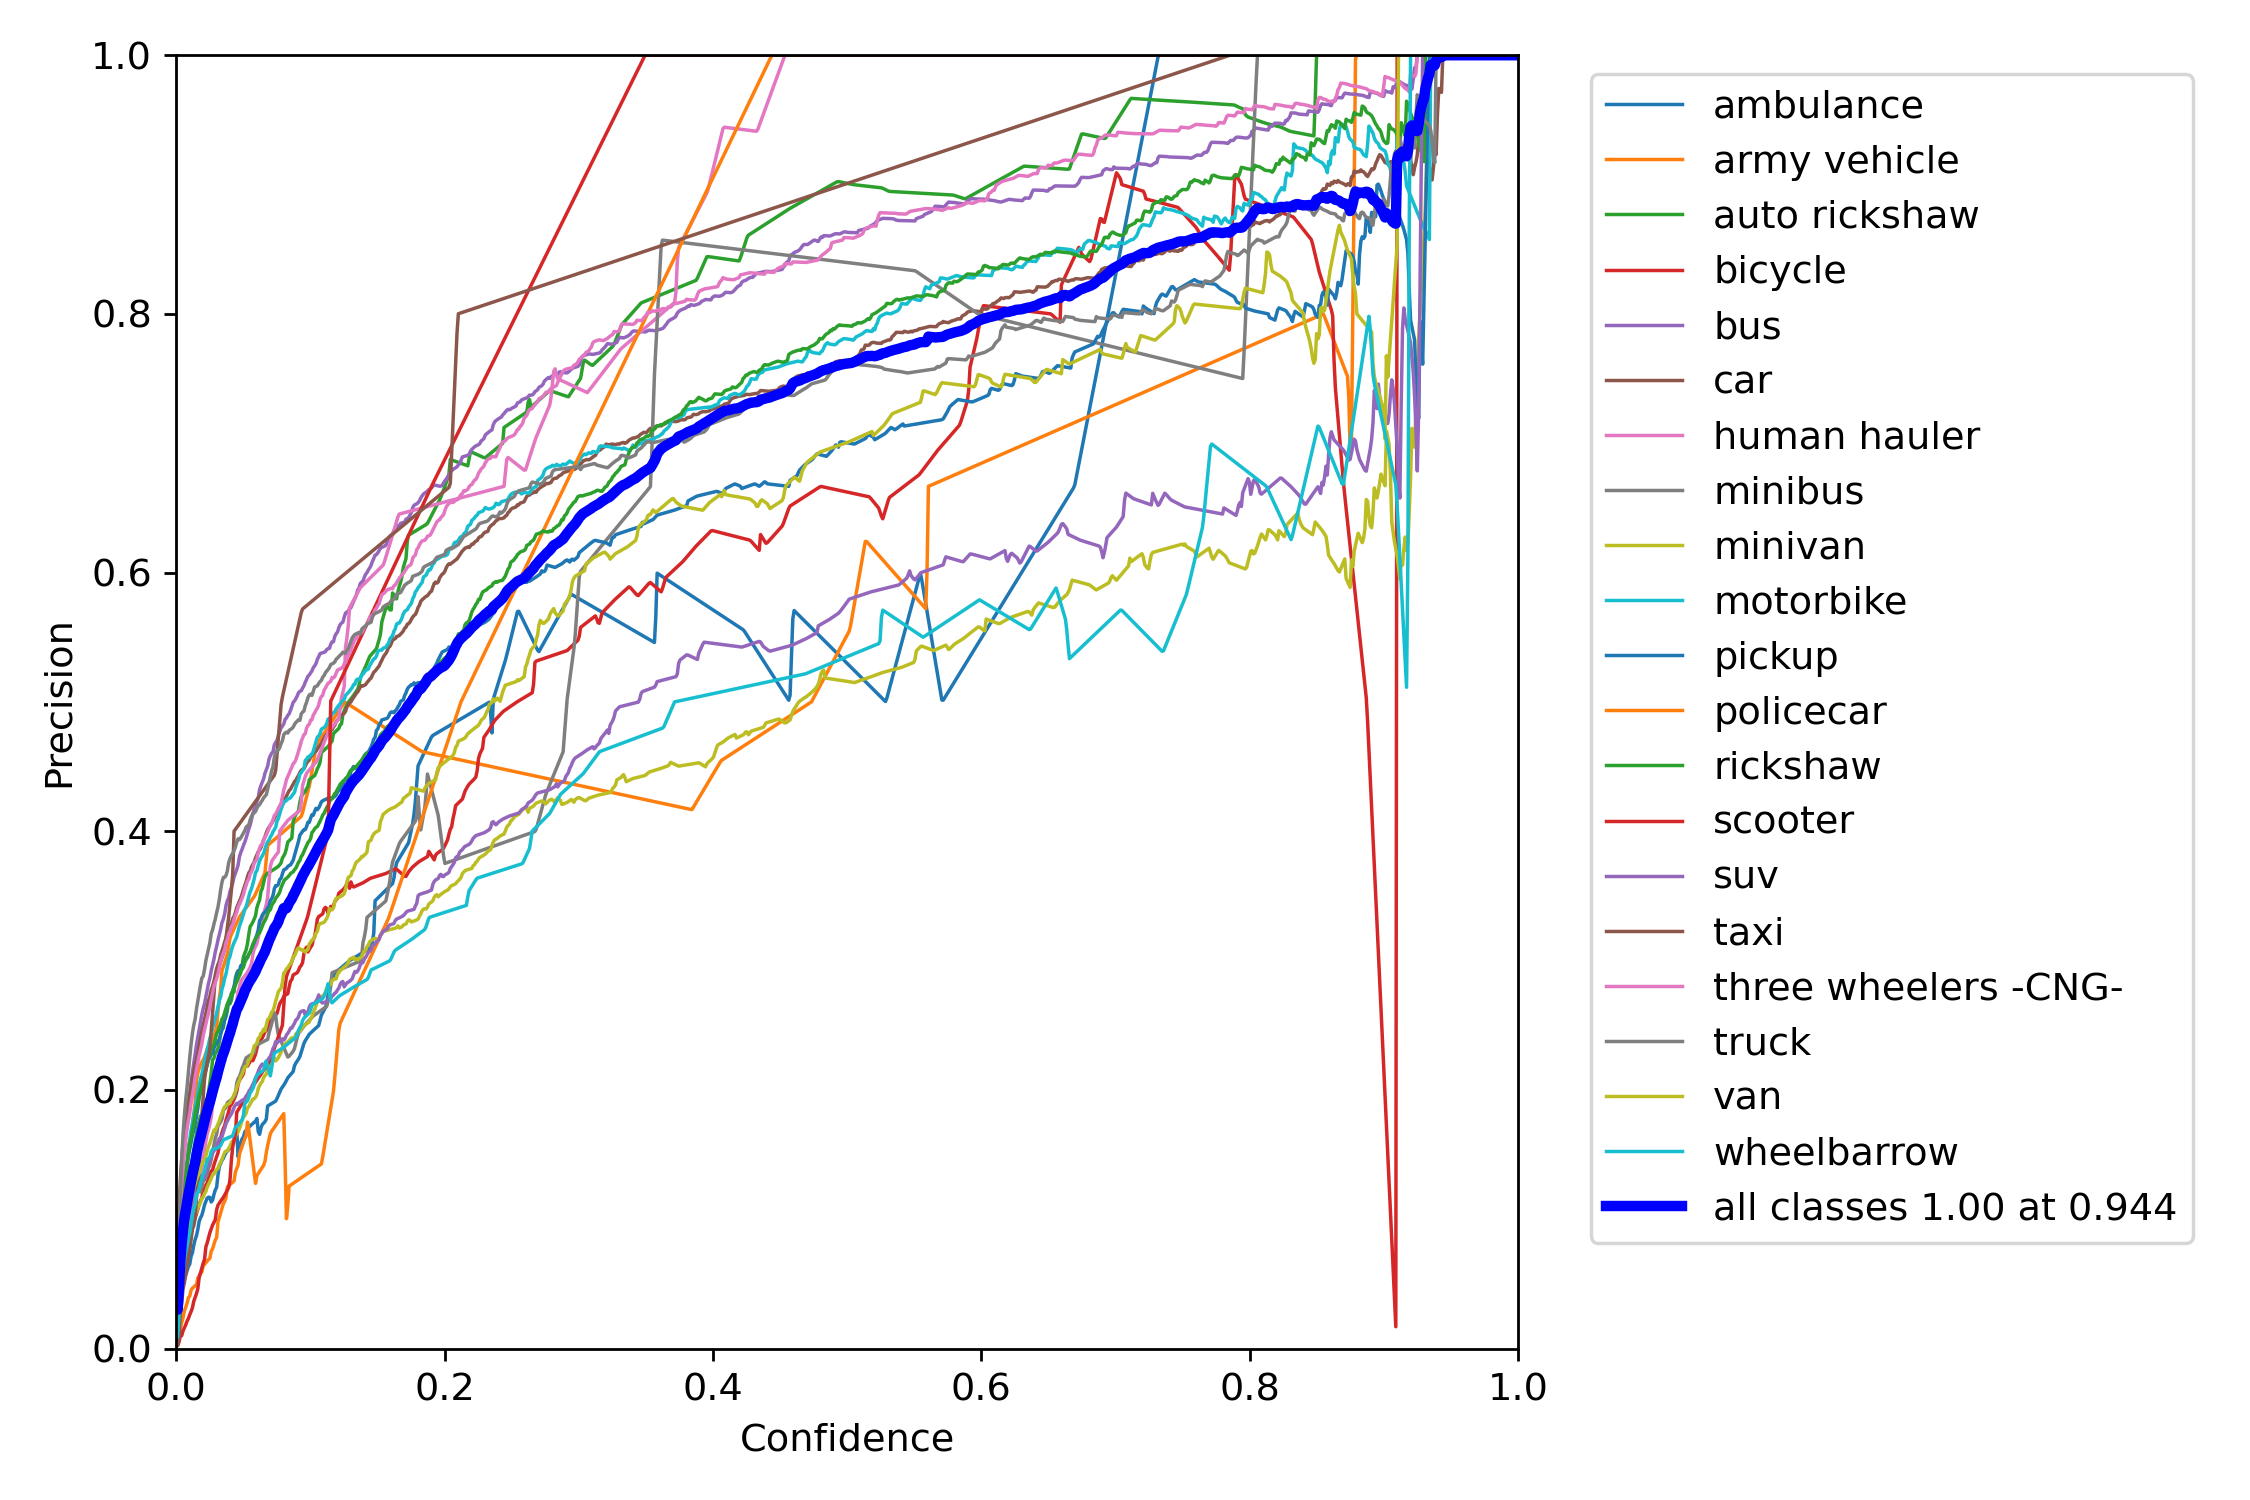 1.0
0.8
0.6
0.4
0.2
0.0
0.0 0.2 0.4 0.6 0.8 1.0
Precision
Confidence
ambulance
army vehicle
auto rickshaw
bicycle
bus
car
human hauler
minibus
minivan
motorbike
pickup
policecar
rickshaw
scooter
suv
taxi
three wheelers -CNG-
truck
van
wheelbarrow
all classes 1.00 at 0.944